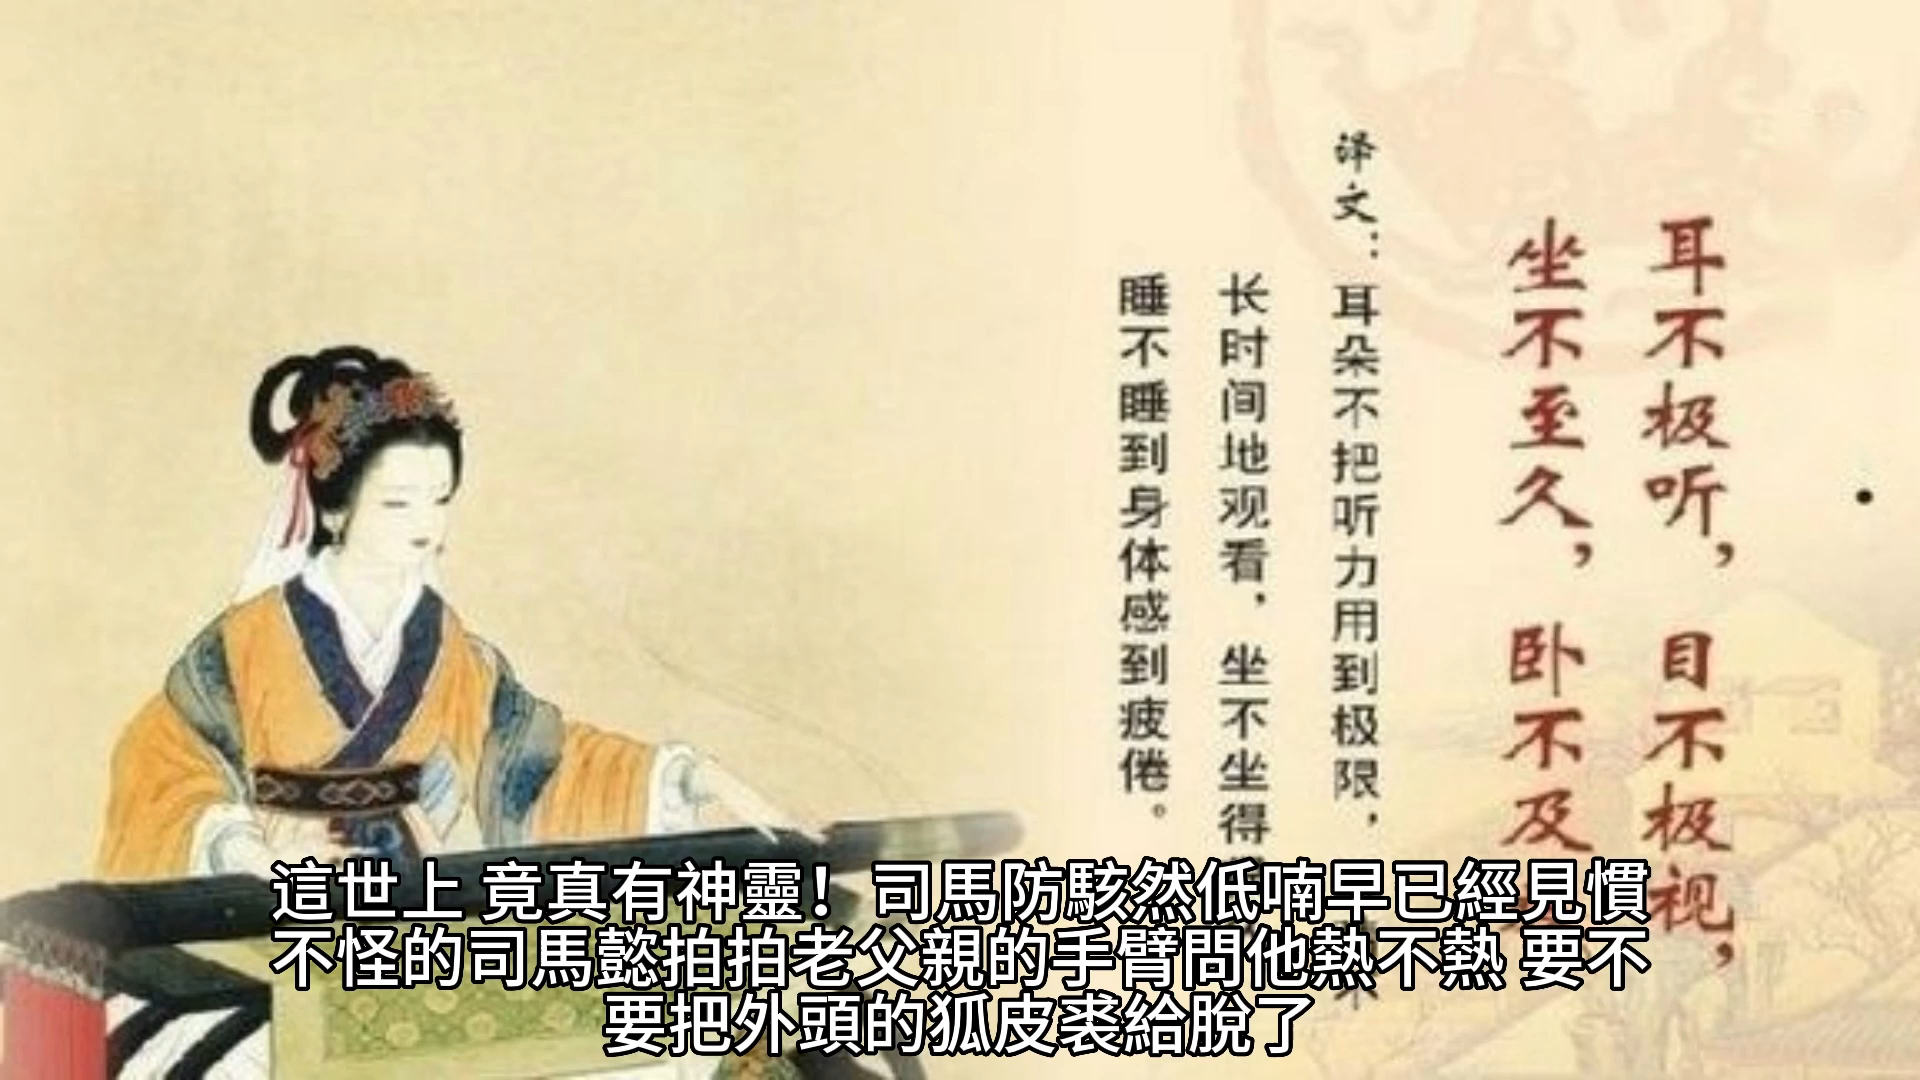 耳不极听，目不极视，
坐不至久，卧不及
译文：耳朵不把听力用到极限，
长时间地观看，坐不坐得
睡不睡到身体感到疲倦。
這世上 竟真有神靈！司馬防駭然低喃早已經見慣
不怪的司馬懿拍拍老父親的手臂問他熱不熱 要不
要把外頭的狐皮裘給脫了